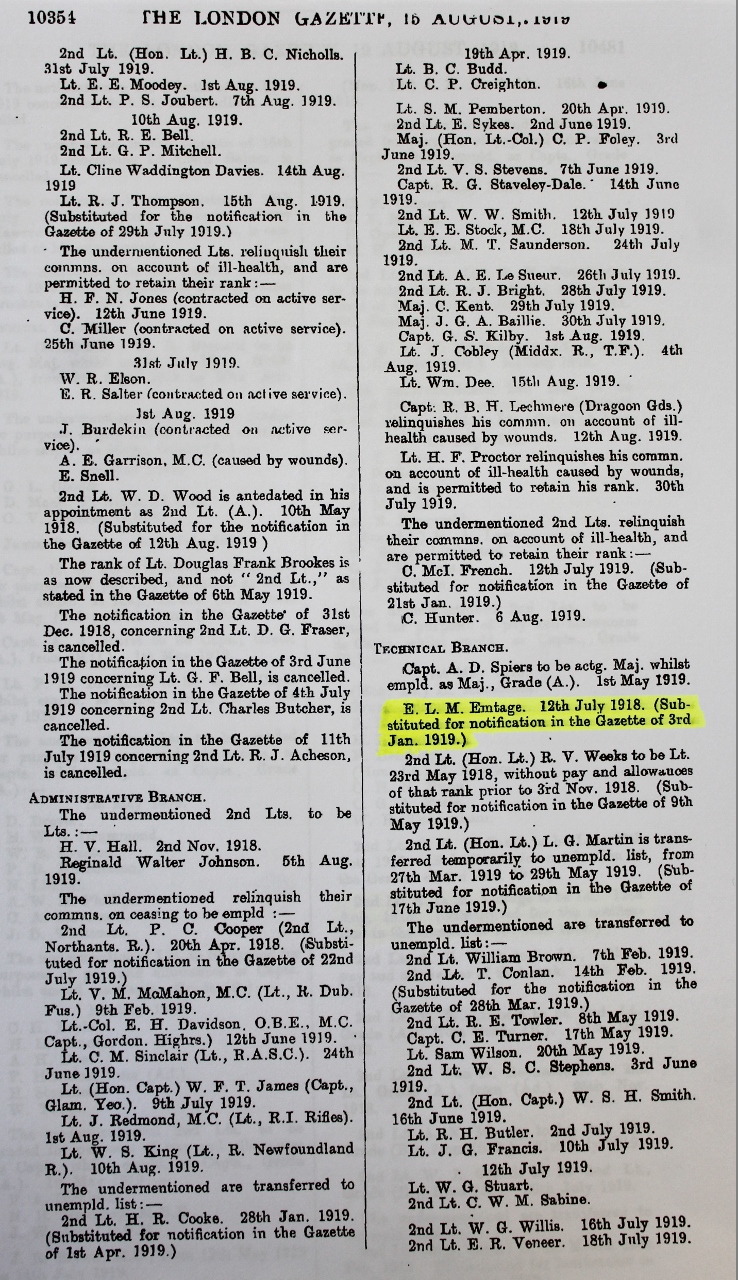 10354 THE LONDON GAZETTE, 15 AUGUST, 1919
2nd Lt. (Hon. Lt.) H. B. C. Nicholls.
31st July 1919.
Lt. E. E. Moodey. 1st Aug. 1919.
2nd Lt. P. S. Joubert. 7th Aug. 1919.
10th Aug. 1919.
2nd Lt. R. E. Bell.
2nd Lt. G. P. Mitchell.
Lt. Cline Waddington Davies. 14th Aug.
1919
Lt. R. J. Thompson. 15th Aug. 1919.
(Substituted for the notification in the
Gazette of 29th July 1919.)
The undermentioned Lts. relinquish their
commns. on account of ill-health, and are
permitted to retain their rank:—
H. F. N. Jones (contracted on active ser-
vice). 12th June 1919.
C. Miller (contracted on active service).
25th June 1919.
31st July 1919.
W. R. Elson.
E. R. Salter (contracted on active service).
1st Aug. 1919
J. Burdekin (contracted on active ser-
vice).
A. E. Garrison, M.C. (caused by wounds).
E. Snell.
2nd Lt. W. D. Wood is antedated in his
appointment as 2nd Lt. (A.). 10th May
1918. (Substituted for the notification in
the Gazette of 12th Aug. 1919 )
The rank of Lt. Douglas Frank Brookes is
as now described, and not " 2nd Lt.," as
stated in the Gazette of 6th May 1919.
The notification in the Gazette of 31st
Dec. 1918, concerning 2nd Lt. D. G. Fraser,
is cancelled.
The notification in the Gazette of 3rd June
1919 concerning Lt. G. F. Bell, is cancelled.
The notification in the Gazette of 4th July
1919 concerning 2nd Lt. Charles Butcher, is
cancelled.
The notification in the Gazette of 11th
July 1919 concerning 2nd Lt. R. J. Acheson,
is cancelled.
ADMINISTRATIVE BRANCH.
The undermentioned 2nd Lts. to be
Lts.:—
H. V. Hall. 2nd Nov. 1918.
Reginald Walter Johnson. 5th Aug.
1919.
The undermentioned relinquish their
commns. on ceasing to be empld :—
2nd Lt. P. C. Cooper (2nd Lt.,
Northants. R.). 20th Apr. 1918. (Substi-
tuted for notification in the Gazette of 22nd
July 1919.)
Lt. V. M. McMahon, M.C. (Lt., R. Dub.
Fus.) 9th Feb. 1919.
Lt.-Col. E. H. Davidson, O.B.E., M.C.
Capt., Gordon. Highrs.) 12th June 1919.
Lt. C. M. Sinclair (Lt., R.A.S.C.). 24th
June 1919.
Lt. (Hon. Capt.) W. F. T. James (Capt.,
Glam. Yeo.). 9th July 1919.
Lt. J. Redmond, M.C. (Lt., R.I. Rifles).
1st Aug. 1919.
Lt. W. S. King (Lt., R. Newfoundland
R.). 10th Aug. 1919.
The undermentioned are transferred to
unempld. list:—
2nd Lt. H. R. Cooke. 28th Jan. 1919.
(Substituted for notification in the Gazette
of 1st Apr. 1919.)
19th Apr. 1919.
Lt. B. C. Budd.
Lt. C. P. Creighton.
Lt. S. M. Pemberton. 20th Apr. 1919.
2nd Lt. E. Sykes. 2nd June 1919.
Maj. (Hon. Lt.-Col.) C. P. Foley. 3rd
June 1919.
2nd Lt. V. S. Stevens. 7th June 1919.
Capt. R. G. Staveley-Dale. 14th June
1919.
2nd Lt. W. W. Smith. 12th July 1919
Lt. E. E. Stock, M.C. 18th July 1919.
2nd Lt. M. T. Saunderson. 24th July
1919.
2nd Lt. A. E. Le Sueur. 26th July 1919.
2nd Lt. R. J. Bright. 28th July 1919.
Maj. C. Kent. 29th July 1919.
Maj. J. G. A. Baillie. 30th July 1919.
Capt. G. S. Kilby. 1st Aug. 1919.
Lt. J. Cobley (Middx. R., T.F.). 4th
Aug. 1919.
Lt. Wm. Dee. 15th Aug. 1919.
Capt. R. B. H. Lechmere (Dragoon Gds.)
relinquishes his commn. on account of ill-
health caused by wounds. 12th Aug. 1919.
Lt. H. F. Proctor relinquishes his commn.
on account of ill-health caused by wounds,
and is permitted to retain his rank. 30th
July 1919.
The undermentioned 2nd Lts. relinquish
their commns. on account of ill-health, and
are permitted to retain their rank:—
C. McI. French. 12th July 1919. (Sub-
stituted for notification in the Gazette of
21st Jan. 1919.)
C. Hunter. 6 Aug. 1919.
TECHNICAL BRANCH.
Capt. A. D. Spiers to be actg. Maj. whilst
empld. as Maj., Grade (A.). 1st May 1919.
E. L. M. Emtage. 12th July 1918. (Sub-
stituted for notification in the Gazette of 3rd
Jan. 1919.)
2nd Lt. (Hon. Lt.) R. V. Weeks to be Lt.
23rd May 1918, without pay and allowances
of that rank prior to 3rd Nov. 1918. (Sub-
stituted for notification in the Gazette of 9th
May 1919.)
2nd Lt. (Hon. Lt.) L. G. Martin is trans-
ferred temporarily to unempld. list, from
27th Mar. 1919 to 29th May 1919. (Sub-
stituted for notification in the Gazette of
17th June 1919.)
The undermentioned are transferred to
unempld. list:—
2nd Lt. William Brown. 7th Feb. 1919.
2nd Lt. T. Conlan. 14th Feb. 1919.
(Substituted for the notification in the
Gazette of 28th Mar. 1919.)
2nd Lt. R. E. Towler. 8th May 1919.
Capt. C. E. Turner. 17th May 1919.
Lt. Sam Wilson. 20th May 1919.
2nd Lt. W. S. C. Stephens. 3rd June
1919.
2nd Lt. (Hon. Capt.) W. S. H. Smith.
16th June 1919.
Lt. R. H. Butler. 2nd July 1919.
Lt. J. G. Francis. 10th July 1919.
12th July 1919.
Lt. W. G. Stuart.
2nd Lt. C. W. M. Sabine.
2nd Lt. W. G. Willis. 16th July 1919.
2nd Lt. E. R. Veneer. 18th July 1919.